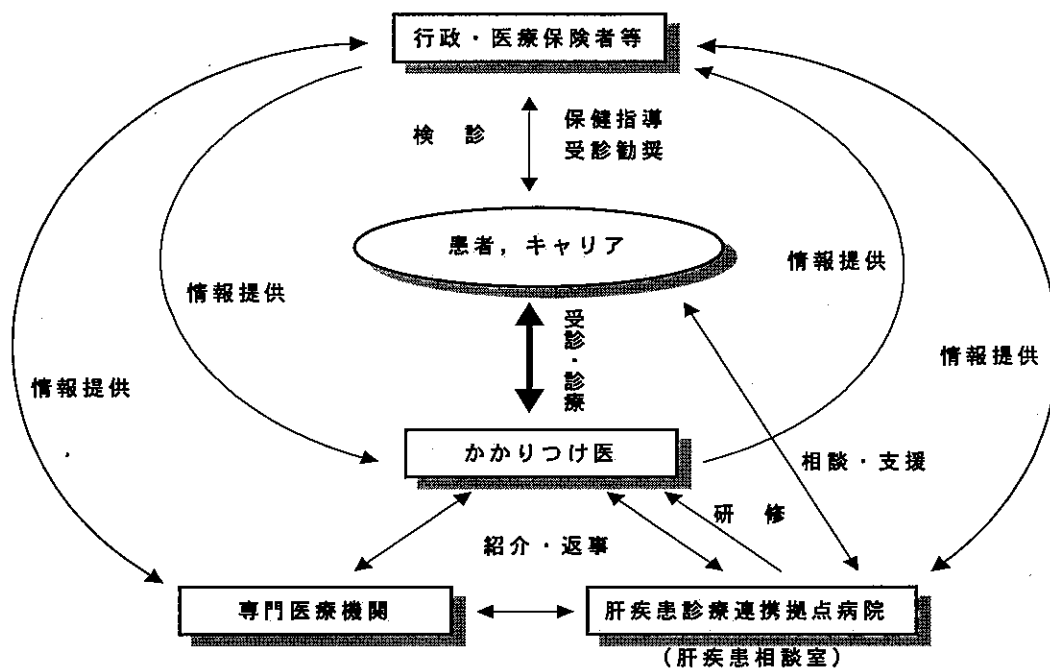 行政・医療保険者等
検 診
保健指導
受診勧奨
患者，キャリア
情報提供
情報提供
情報提供
情報提供
受診・診療
かかりつけ医
相談・支援
研 修
紹介・返事
専門医療機関
肝疾患診療連携拠点病院
(肝疾患相談室)